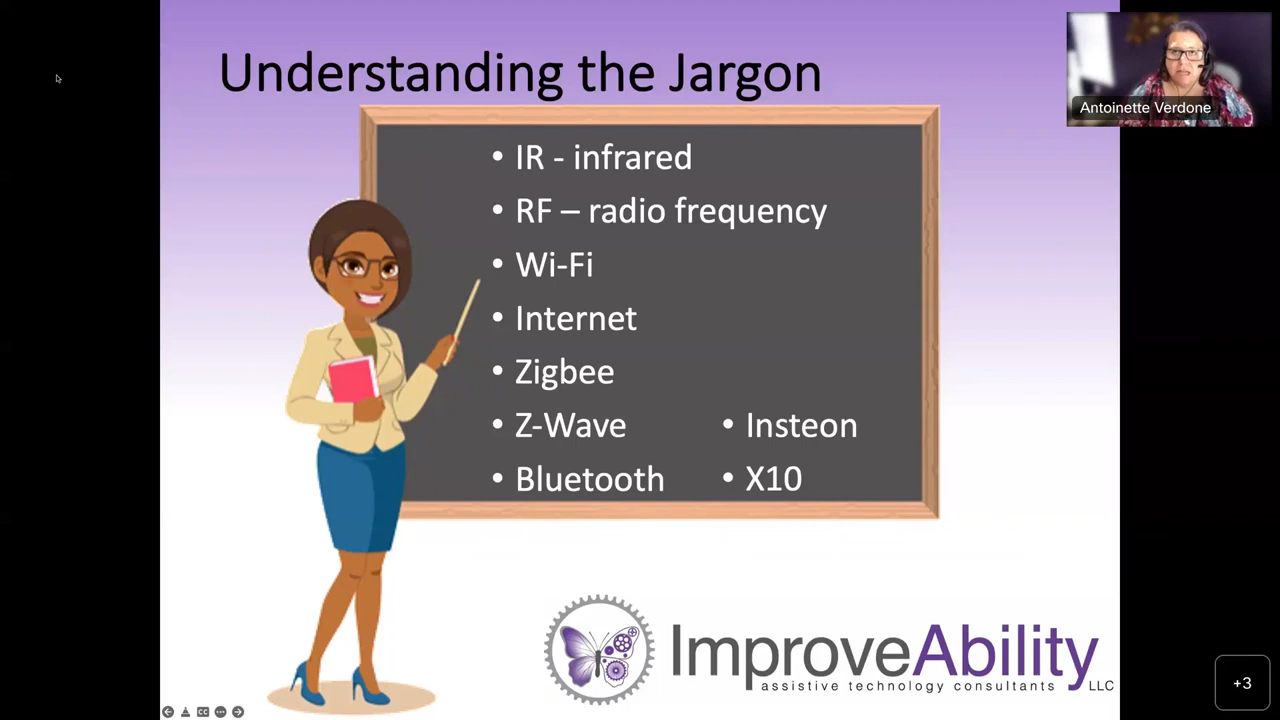 Understanding the Jargon
Antoinette Verdone
• IR - infrared
• RF – radio frequency
• Wi-Fi
• Internet
• Zigbee
• Z-Wave
• Bluetooth
• Insteon
• X10
ImproveAbility
assistive technology consultants LLC
CC
+3